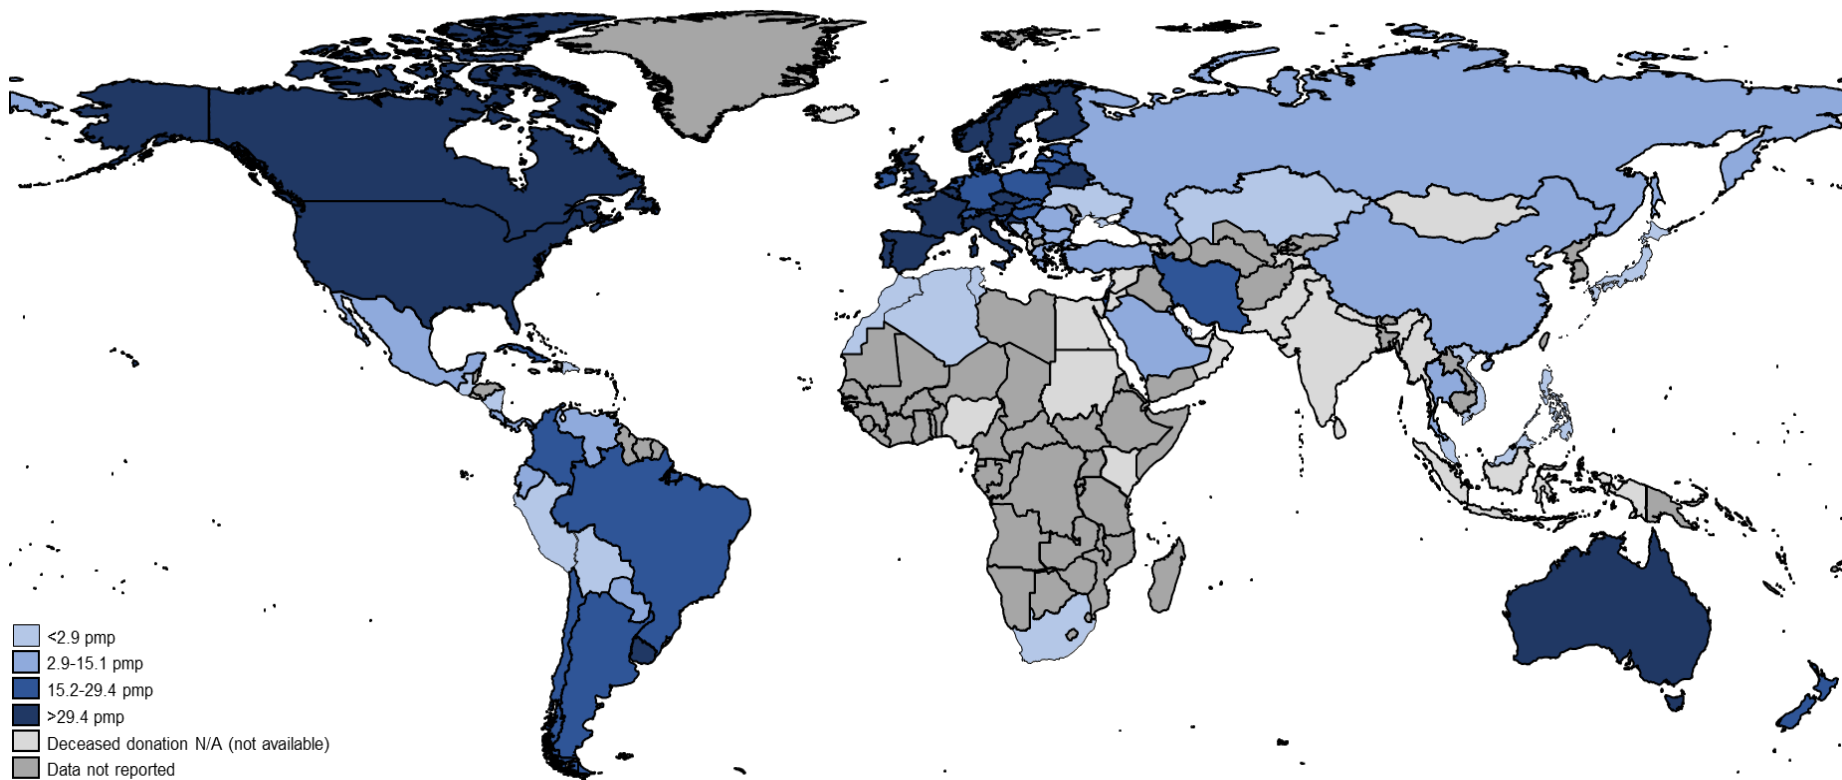 <2.9 pmp
2.9-15.1 pmp
15.2-29.4 pmp
>29.4 pmp
Deceased donation N/A (not available)
Data not reported